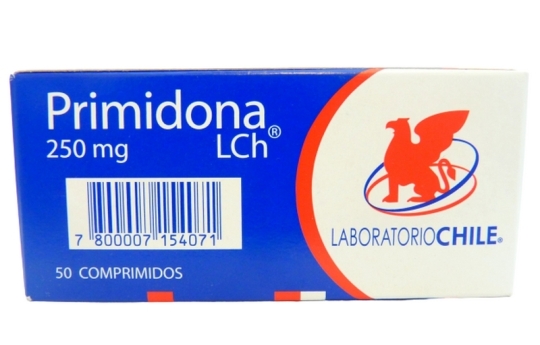 Primidona
250 mg LCh®
7 800007 154071
50 COMPRIMIDOS
LABORATORIOCHILE®